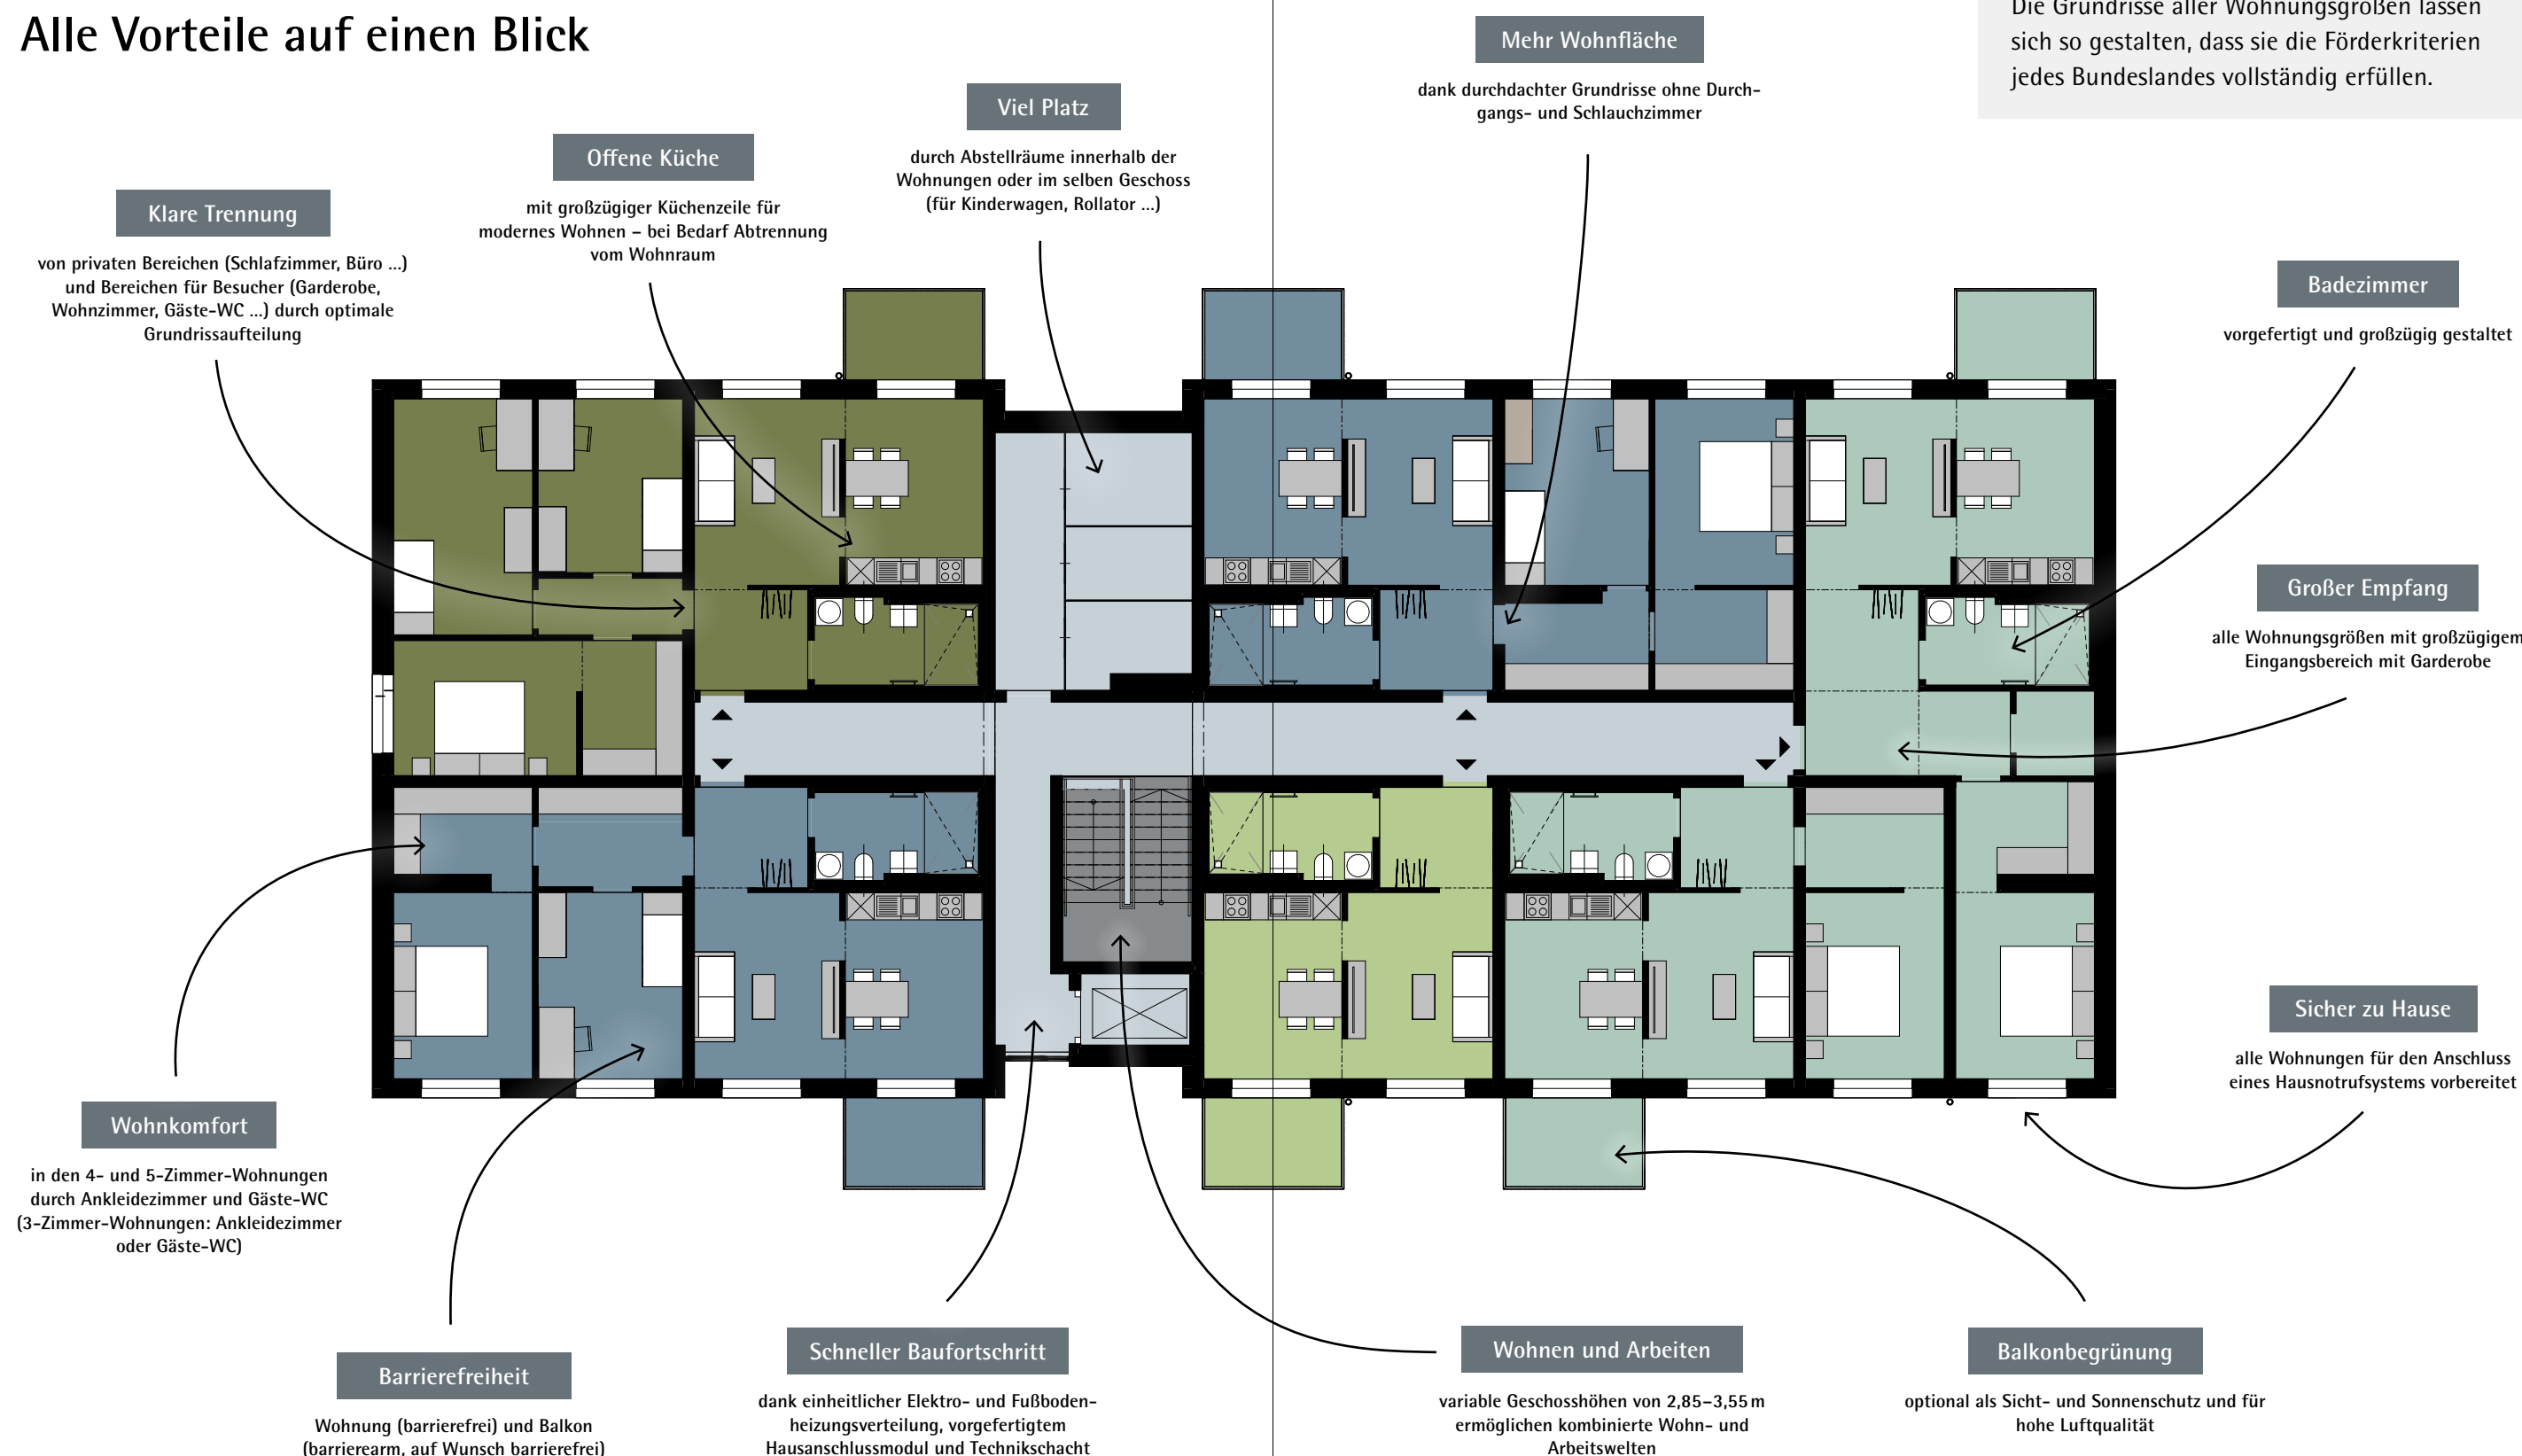 Alle Vorteile auf einen Blick
Die Grundrisse aller Wohnungsgrößen lassen
sich so gestalten, dass sie die Förderkriterien
jedes Bundeslandes vollständig erfüllen.
Mehr Wohnfläche
dank durchdachter Grundrisse ohne Durch-
gangs- und Schlauchzimmer
Viel Platz
durch Abstellräume innerhalb der
Wohnungen oder im selben Geschoss
(für Kinderwagen, Rollator ...)
Offene Küche
mit großzügiger Küchenzeile für
modernes Wohnen – bei Bedarf Abtrennung
vom Wohnraum
Klare Trennung
von privaten Bereichen (Schlafzimmer, Büro ...)
und Bereichen für Besucher (Garderobe,
Wohnzimmer, Gäste-WC ...) durch optimale
Grundrissaufteilung
Badezimmer
vorgefertigt und großzügig gestaltet
Großer Empfang
alle Wohnungsgrößen mit großzügigem
Eingangsbereich mit Garderobe
Sicher zu Hause
alle Wohnungen für den Anschluss
eines Hausnotrufsystems vorbereitet
Wohnkomfort
in den 4- und 5-Zimmer-Wohnungen
durch Ankleidezimmer und Gäste-WC
(3-Zimmer-Wohnungen: Ankleidezimmer
oder Gäste-WC)
Barrierefreiheit
Wohnung (barrierefrei) und Balkon
(barrierearm, auf Wunsch barrierefrei)
Schneller Baufortschritt
dank einheitlicher Elektro- und Fußboden-
heizungsverteilung, vorgefertigtem
Hausanschlussmodul und Technikschacht
Wohnen und Arbeiten
variable Geschosshöhen von 2,85–3,55 m
ermöglichen kombinierte Wohn- und
Arbeitswelten
Balkonbegrünung
optional als Sicht- und Sonnenschutz und für
hohe Luftqualität